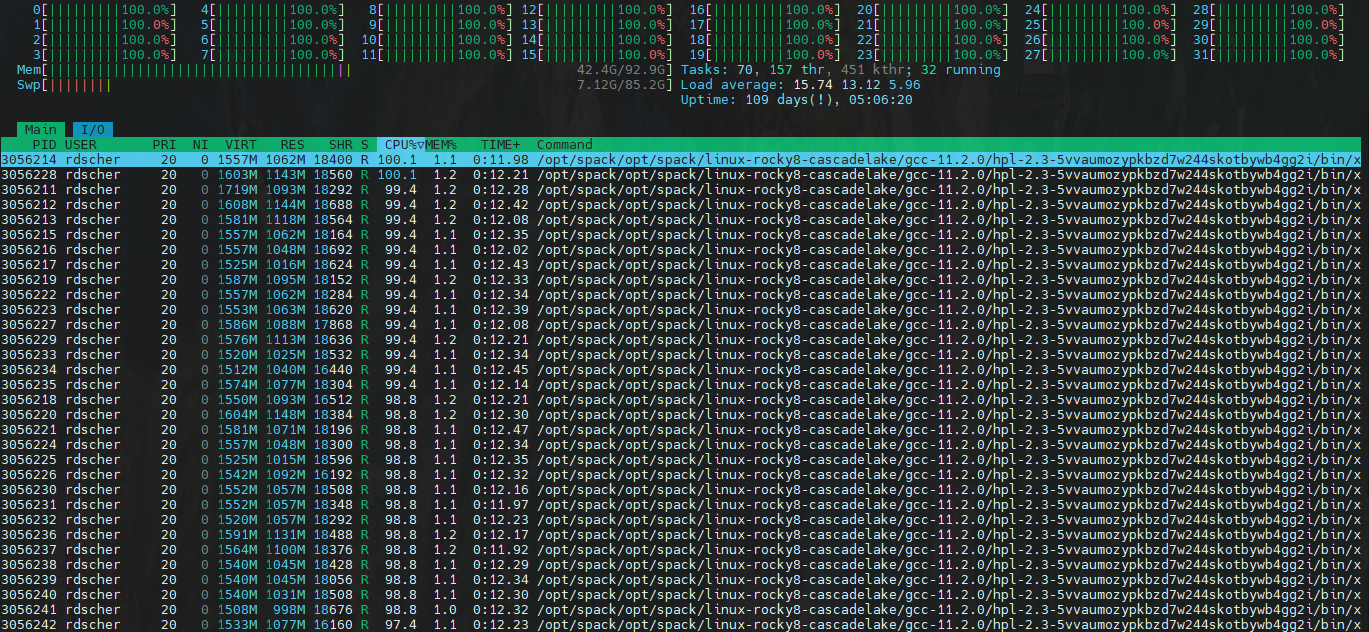 0[||||||||||100.0%] 4[||||||||||100.0%] 8[||||||||||100.0%] 12[||||||||||100.0%] 16[||||||||||100.0%] 20[||||||||||100.0%] 24[||||||||||100.0%] 28[||||||||||100.0%]
1[||||||||||100.0%] 5[||||||||||100.0%] 9[||||||||||100.0%] 13[||||||||||100.0%] 17[||||||||||100.0%] 21[||||||||||100.0%] 25[||||||||||100.0%] 29[||||||||||100.0%]
2[||||||||||100.0%] 6[||||||||||100.0%] 10[||||||||||100.0%] 14[||||||||||100.0%] 18[||||||||||100.0%] 22[||||||||||100.0%] 26[||||||||||100.0%] 30[||||||||||100.0%]
3[||||||||||100.0%] 7[||||||||||100.0%] 11[||||||||||100.0%] 15[||||||||||100.0%] 19[||||||||||100.0%] 23[||||||||||100.0%] 27[||||||||||100.0%] 31[||||||||||100.0%]
Mem[||||||||||||||||||||||||||||||||||||||42.4G/92.9G] Tasks: 70, 157 thr, 451 kthr; 32 running
Swp[||||||||7.12G/85.2G] Load average: 15.74 13.12 5.96
Uptime: 109 days(!), 05:06:20
Main I/O
PID USER PRI NI VIRT RES SHR S CPU%▽MEM% TIME+ Command
3056214 rdscher 20 0 1557M 1062M 18400 R 100.1 1.1 0:11.98 /opt/spack/opt/spack/linux-rocky8-cascadelake/gcc-11.2.0/hpl-2.3-5vvaumozypkbzd7w244skotbywb4gg2i/bin/x
3056228 rdscher 20 0 1603M 1143M 18560 R 100.1 1.2 0:12.21 /opt/spack/opt/spack/linux-rocky8-cascadelake/gcc-11.2.0/hpl-2.3-5vvaumozypkbzd7w244skotbywb4gg2i/bin/x
3056211 rdscher 20 0 1719M 1093M 18292 R 99.4 1.2 0:12.28 /opt/spack/opt/spack/linux-rocky8-cascadelake/gcc-11.2.0/hpl-2.3-5vvaumozypkbzd7w244skotbywb4gg2i/bin/x
3056212 rdscher 20 0 1608M 1144M 18688 R 99.4 1.2 0:12.42 /opt/spack/opt/spack/linux-rocky8-cascadelake/gcc-11.2.0/hpl-2.3-5vvaumozypkbzd7w244skotbywb4gg2i/bin/x
3056213 rdscher 20 0 1581M 1118M 18564 R 99.4 1.2 0:12.08 /opt/spack/opt/spack/linux-rocky8-cascadelake/gcc-11.2.0/hpl-2.3-5vvaumozypkbzd7w244skotbywb4gg2i/bin/x
3056215 rdscher 20 0 1557M 1062M 18164 R 99.4 1.1 0:12.35 /opt/spack/opt/spack/linux-rocky8-cascadelake/gcc-11.2.0/hpl-2.3-5vvaumozypkbzd7w244skotbywb4gg2i/bin/x
3056216 rdscher 20 0 1557M 1048M 18692 R 99.4 1.1 0:12.02 /opt/spack/opt/spack/linux-rocky8-cascadelake/gcc-11.2.0/hpl-2.3-5vvaumozypkbzd7w244skotbywb4gg2i/bin/x
3056217 rdscher 20 0 1525M 1016M 18624 R 99.4 1.1 0:12.43 /opt/spack/opt/spack/linux-rocky8-cascadelake/gcc-11.2.0/hpl-2.3-5vvaumozypkbzd7w244skotbywb4gg2i/bin/x
3056219 rdscher 20 0 1587M 1095M 18152 R 99.4 1.2 0:12.33 /opt/spack/opt/spack/linux-rocky8-cascadelake/gcc-11.2.0/hpl-2.3-5vvaumozypkbzd7w244skotbywb4gg2i/bin/x
3056222 rdscher 20 0 1557M 1062M 18284 R 99.4 1.1 0:12.34 /opt/spack/opt/spack/linux-rocky8-cascadelake/gcc-11.2.0/hpl-2.3-5vvaumozypkbzd7w244skotbywb4gg2i/bin/x
3056223 rdscher 20 0 1553M 1063M 18620 R 99.4 1.1 0:12.39 /opt/spack/opt/spack/linux-rocky8-cascadelake/gcc-11.2.0/hpl-2.3-5vvaumozypkbzd7w244skotbywb4gg2i/bin/x
3056227 rdscher 20 0 1586M 1088M 17868 R 99.4 1.1 0:12.08 /opt/spack/opt/spack/linux-rocky8-cascadelake/gcc-11.2.0/hpl-2.3-5vvaumozypkbzd7w244skotbywb4gg2i/bin/x
3056229 rdscher 20 0 1576M 1113M 18636 R 99.4 1.2 0:12.21 /opt/spack/opt/spack/linux-rocky8-cascadelake/gcc-11.2.0/hpl-2.3-5vvaumozypkbzd7w244skotbywb4gg2i/bin/x
3056233 rdscher 20 0 1520M 1025M 18532 R 99.4 1.1 0:12.34 /opt/spack/opt/spack/linux-rocky8-cascadelake/gcc-11.2.0/hpl-2.3-5vvaumozypkbzd7w244skotbywb4gg2i/bin/x
3056234 rdscher 20 0 1512M 1040M 16440 R 99.4 1.1 0:12.45 /opt/spack/opt/spack/linux-rocky8-cascadelake/gcc-11.2.0/hpl-2.3-5vvaumozypkbzd7w244skotbywb4gg2i/bin/x
3056235 rdscher 20 0 1574M 1077M 18304 R 99.4 1.1 0:12.14 /opt/spack/opt/spack/linux-rocky8-cascadelake/gcc-11.2.0/hpl-2.3-5vvaumozypkbzd7w244skotbywb4gg2i/bin/x
3056218 rdscher 20 0 1550M 1093M 16512 R 98.8 1.2 0:12.21 /opt/spack/opt/spack/linux-rocky8-cascadelake/gcc-11.2.0/hpl-2.3-5vvaumozypkbzd7w244skotbywb4gg2i/bin/x
3056220 rdscher 20 0 1604M 1148M 18384 R 98.8 1.2 0:12.30 /opt/spack/opt/spack/linux-rocky8-cascadelake/gcc-11.2.0/hpl-2.3-5vvaumozypkbzd7w244skotbywb4gg2i/bin/x
3056221 rdscher 20 0 1581M 1071M 18196 R 98.8 1.1 0:12.47 /opt/spack/opt/spack/linux-rocky8-cascadelake/gcc-11.2.0/hpl-2.3-5vvaumozypkbzd7w244skotbywb4gg2i/bin/x
3056224 rdscher 20 0 1557M 1048M 18300 R 98.8 1.1 0:12.34 /opt/spack/opt/spack/linux-rocky8-cascadelake/gcc-11.2.0/hpl-2.3-5vvaumozypkbzd7w244skotbywb4gg2i/bin/x
3056225 rdscher 20 0 1525M 1015M 18596 R 98.8 1.1 0:12.35 /opt/spack/opt/spack/linux-rocky8-cascadelake/gcc-11.2.0/hpl-2.3-5vvaumozypkbzd7w244skotbywb4gg2i/bin/x
3056226 rdscher 20 0 1542M 1092M 16192 R 98.8 1.1 0:12.32 /opt/spack/opt/spack/linux-rocky8-cascadelake/gcc-11.2.0/hpl-2.3-5vvaumozypkbzd7w244skotbywb4gg2i/bin/x
3056230 rdscher 20 0 1552M 1057M 18508 R 98.8 1.1 0:12.16 /opt/spack/opt/spack/linux-rocky8-cascadelake/gcc-11.2.0/hpl-2.3-5vvaumozypkbzd7w244skotbywb4gg2i/bin/x
3056231 rdscher 20 0 1552M 1057M 18348 R 98.8 1.1 0:11.97 /opt/spack/opt/spack/linux-rocky8-cascadelake/gcc-11.2.0/hpl-2.3-5vvaumozypkbzd7w244skotbywb4gg2i/bin/x
3056232 rdscher 20 0 1520M 1057M 18292 R 98.8 1.1 0:12.23 /opt/spack/opt/spack/linux-rocky8-cascadelake/gcc-11.2.0/hpl-2.3-5vvaumozypkbzd7w244skotbywb4gg2i/bin/x
3056236 rdscher 20 0 1591M 1131M 18488 R 98.8 1.2 0:12.17 /opt/spack/opt/spack/linux-rocky8-cascadelake/gcc-11.2.0/hpl-2.3-5vvaumozypkbzd7w244skotbywb4gg2i/bin/x
3056237 rdscher 20 0 1564M 1100M 18376 R 98.8 1.2 0:11.92 /opt/spack/opt/spack/linux-rocky8-cascadelake/gcc-11.2.0/hpl-2.3-5vvaumozypkbzd7w244skotbywb4gg2i/bin/x
3056238 rdscher 20 0 1540M 1045M 18428 R 98.8 1.1 0:12.29 /opt/spack/opt/spack/linux-rocky8-cascadelake/gcc-11.2.0/hpl-2.3-5vvaumozypkbzd7w244skotbywb4gg2i/bin/x
3056239 rdscher 20 0 1540M 1045M 18056 R 98.8 1.1 0:12.34 /opt/spack/opt/spack/linux-rocky8-cascadelake/gcc-11.2.0/hpl-2.3-5vvaumozypkbzd7w244skotbywb4gg2i/bin/x
3056240 rdscher 20 0 1540M 1031M 18508 R 98.8 1.1 0:12.30 /opt/spack/opt/spack/linux-rocky8-cascadelake/gcc-11.2.0/hpl-2.3-5vvaumozypkbzd7w244skotbywb4gg2i/bin/x
3056241 rdscher 20 0 1508M 998M 18676 R 98.8 1.0 0:12.32 /opt/spack/opt/spack/linux-rocky8-cascadelake/gcc-11.2.0/hpl-2.3-5vvaumozypkbzd7w244skotbywb4gg2i/bin/x
3056242 rdscher 20 0 1533M 1077M 16160 R 97.4 1.1 0:12.23 /opt/spack/opt/spack/linux-rocky8-cascadelake/gcc-11.2.0/hpl-2.3-5vvaumozypkbzd7w244skotbywb4gg2i/bin/x